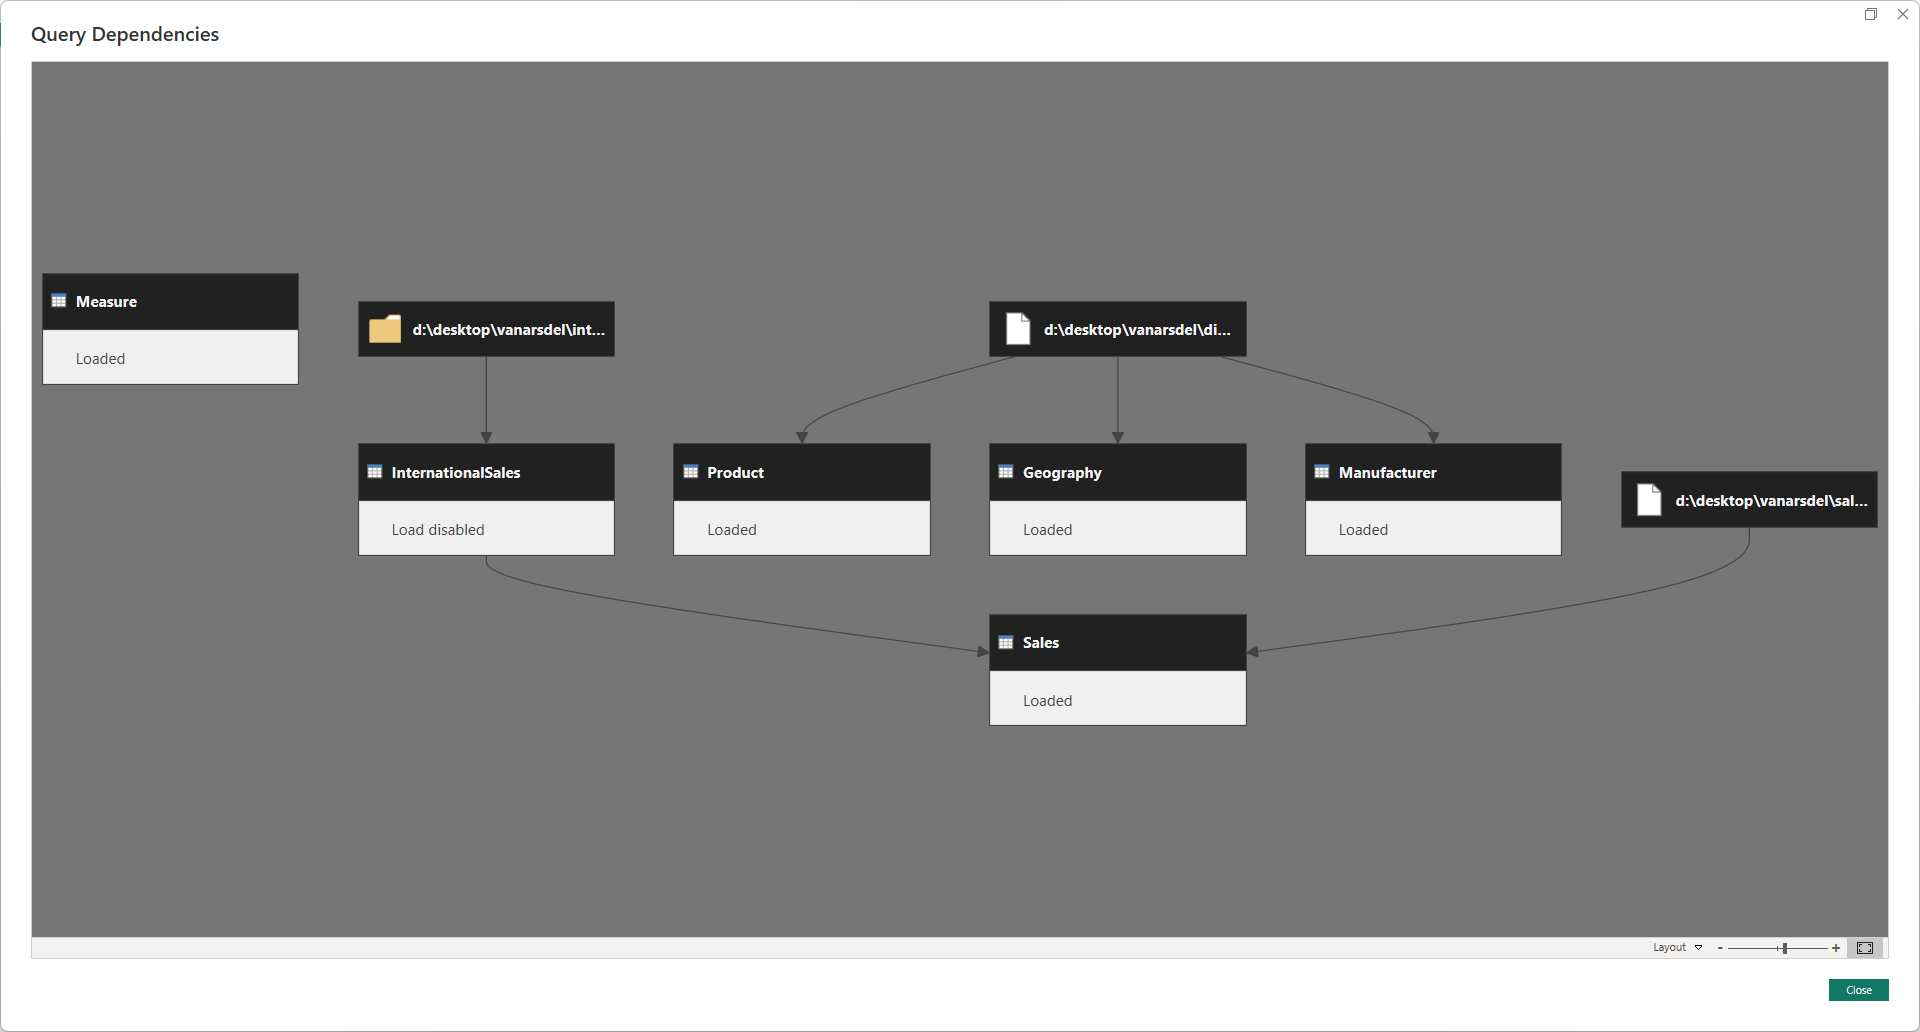 Query Dependencies
Measure
Loaded
d:\desktop\vanarsdel\int...
d:\desktop\vanarsdel\di...
InternationalSales
Load disabled
Product
Loaded
Geography
Loaded
Manufacturer
Loaded
d:\desktop\vanarsdel\sal...
Sales
Loaded
Layout
- +
Close